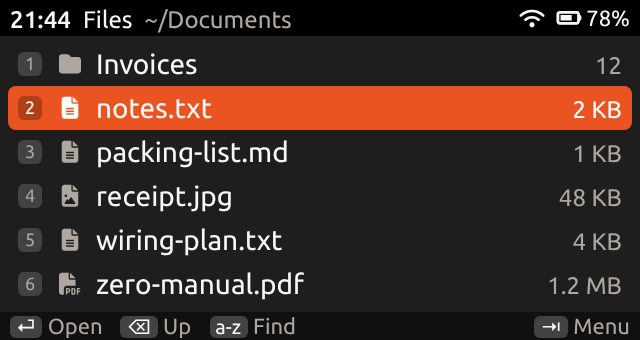 21:44 Files ~/Documents 78%
1 Invoices 12
2 notes.txt 2 KB
3 packing-list.md 1 KB
4 receipt.jpg 48 KB
5 wiring-plan.txt 4 KB
6 PDF zero-manual.pdf 1.2 MB
Open Up a-z Find Menu